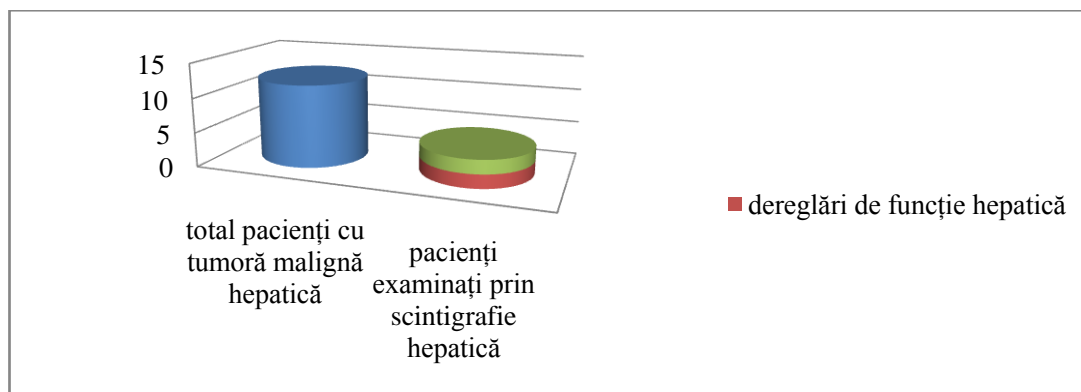 15
10
5
0
total pacienți cu
tumoră malignă
hepatică
pacienți
examinați prin
scintigrafie
hepatică
dereglări de funcție hepatică